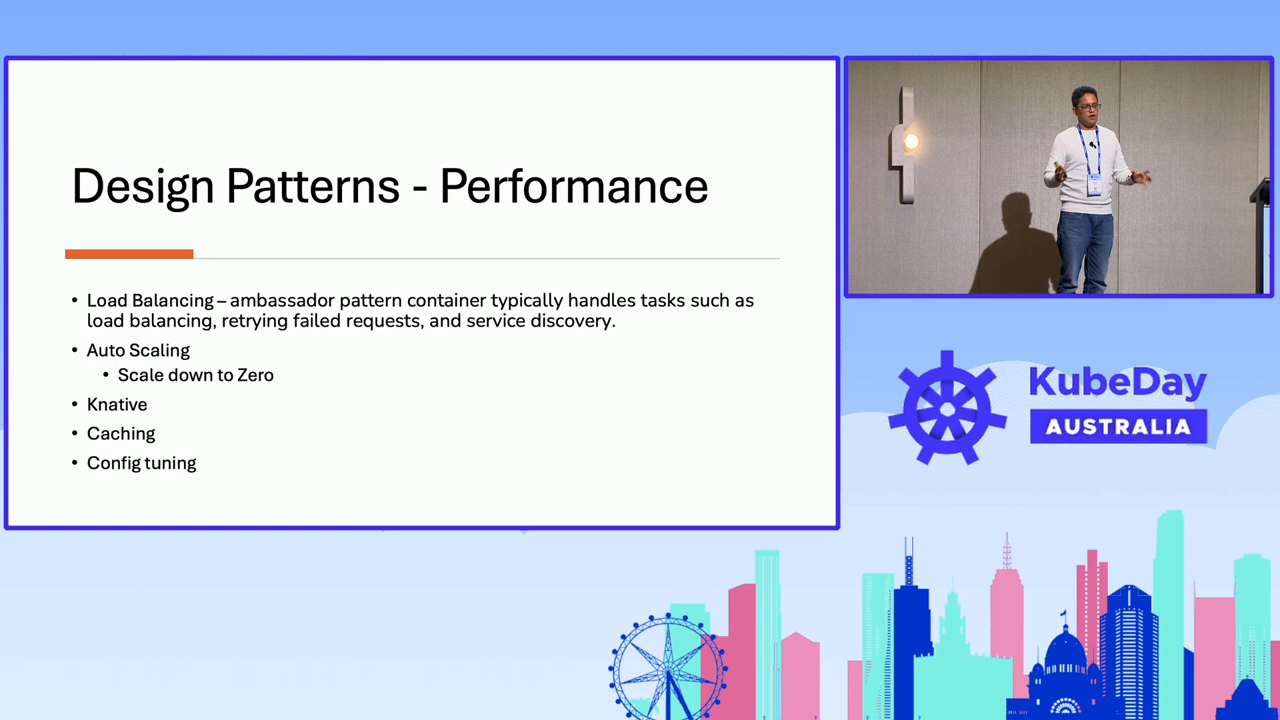 Design Patterns - Performance
• Load Balancing – ambassador pattern container typically handles tasks such as
load balancing, retrying failed requests, and service discovery.
• Auto Scaling
• Scale down to Zero
• Knative
• Caching
• Config tuning
KubeDay
AUSTRALIA